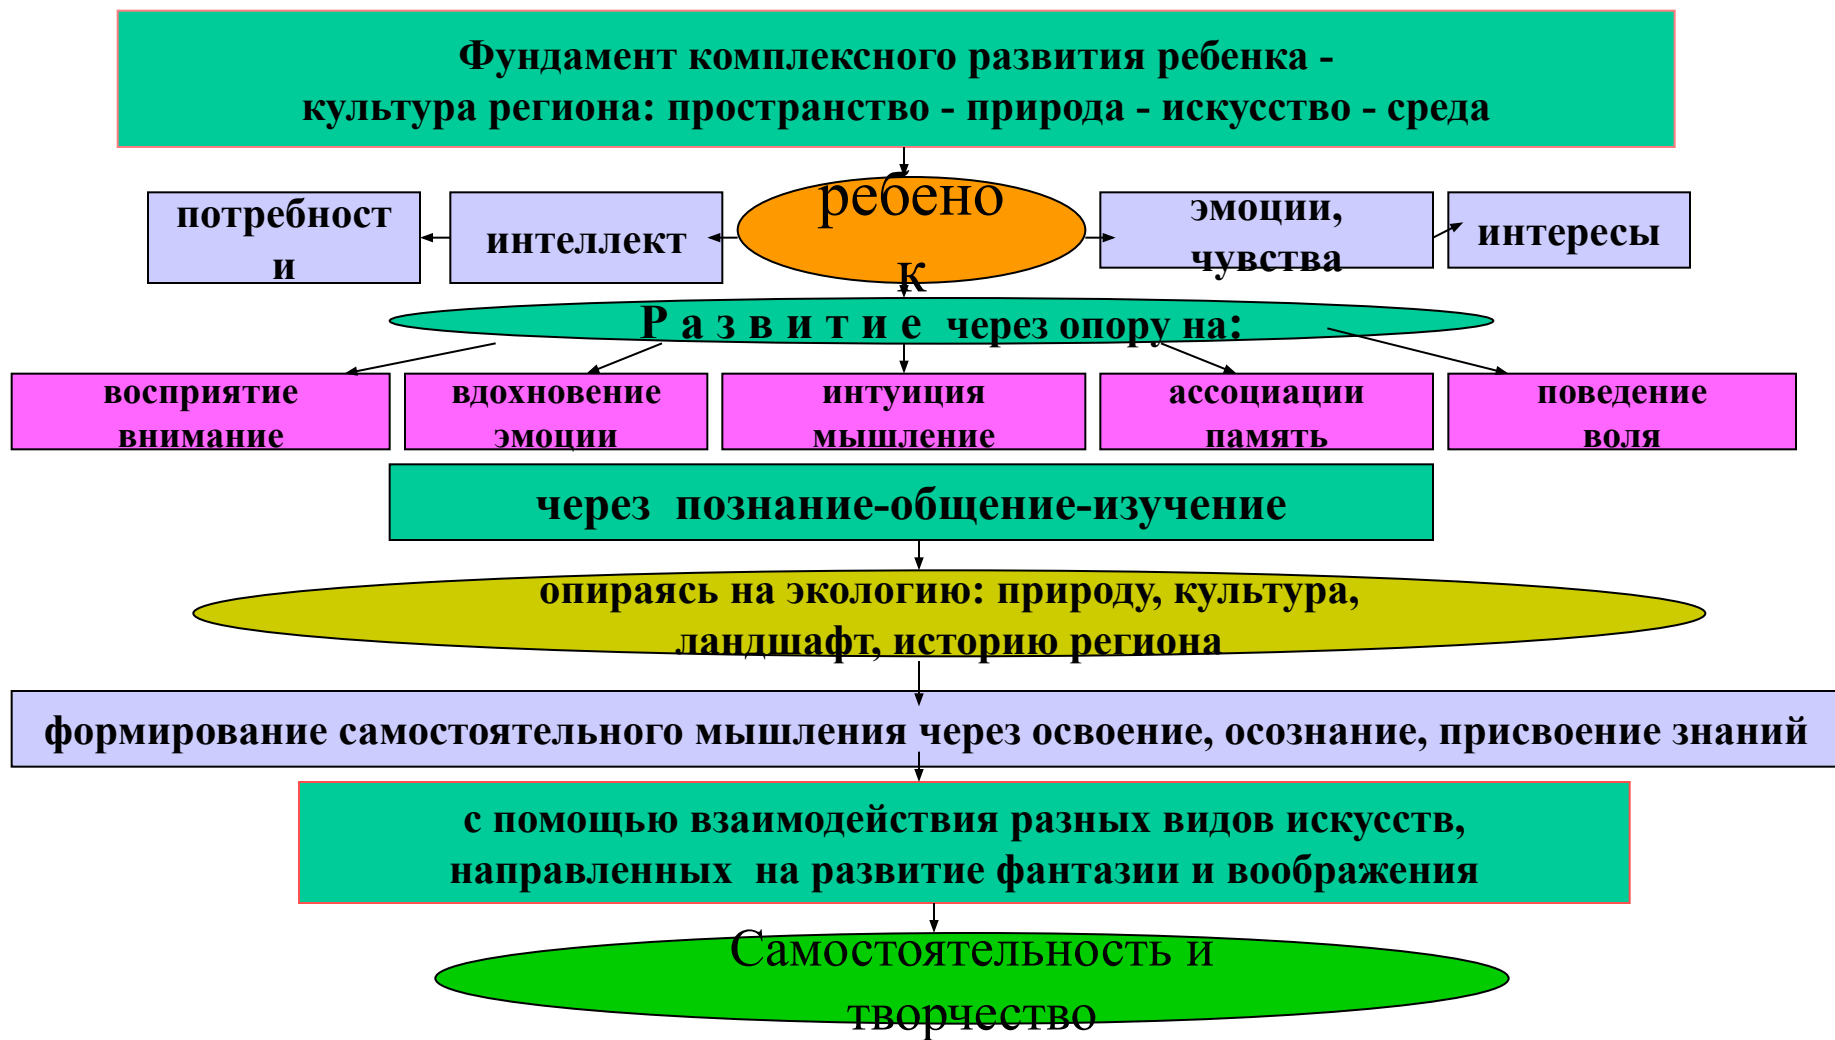 Фундамент комплексного развития ребенка -
культура региона: пространство - природа - искусство - среда
потребност
и
интеллект
ребено
к
эмоции,
чувства
интересы
Р а з в и т и е  через опору на:
восприятие
внимание
вдохновение
эмоции
интуиция
мышление
ассоциации
память
поведение
воля
через  познание-общение-изучение
опираясь на экологию: природу, культура,
ландшафт, историю региона
формирование самостоятельного мышления через освоение, осознание, присвоение знаний
с помощью взаимодействия разных видов искусств,
направленных  на развитие фантазии и воображения
Самостоятельность и
творчество